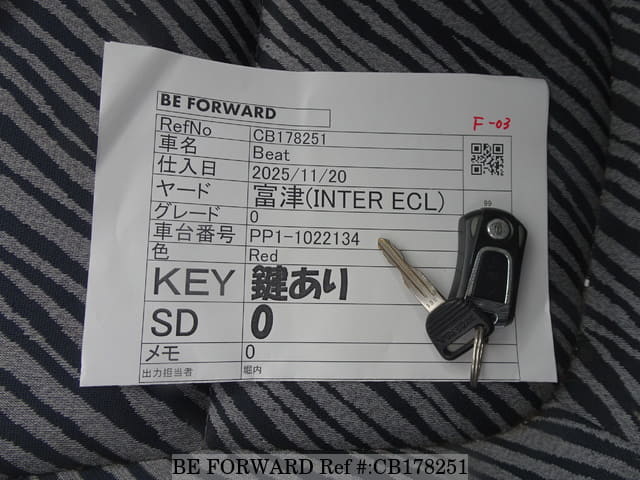 BE FORWARD
F-03
RefNo CB178251
車名 Beat
仕入日 2025/11/20
ヤード 富津(INTER ECL)
99
グレード 0
車台番号 PP1-1022134
色 Red
KEY 鍵あり
SD 0
メモ 0
出力担当者 堀内
BE FORWARD Ref #:CB178251